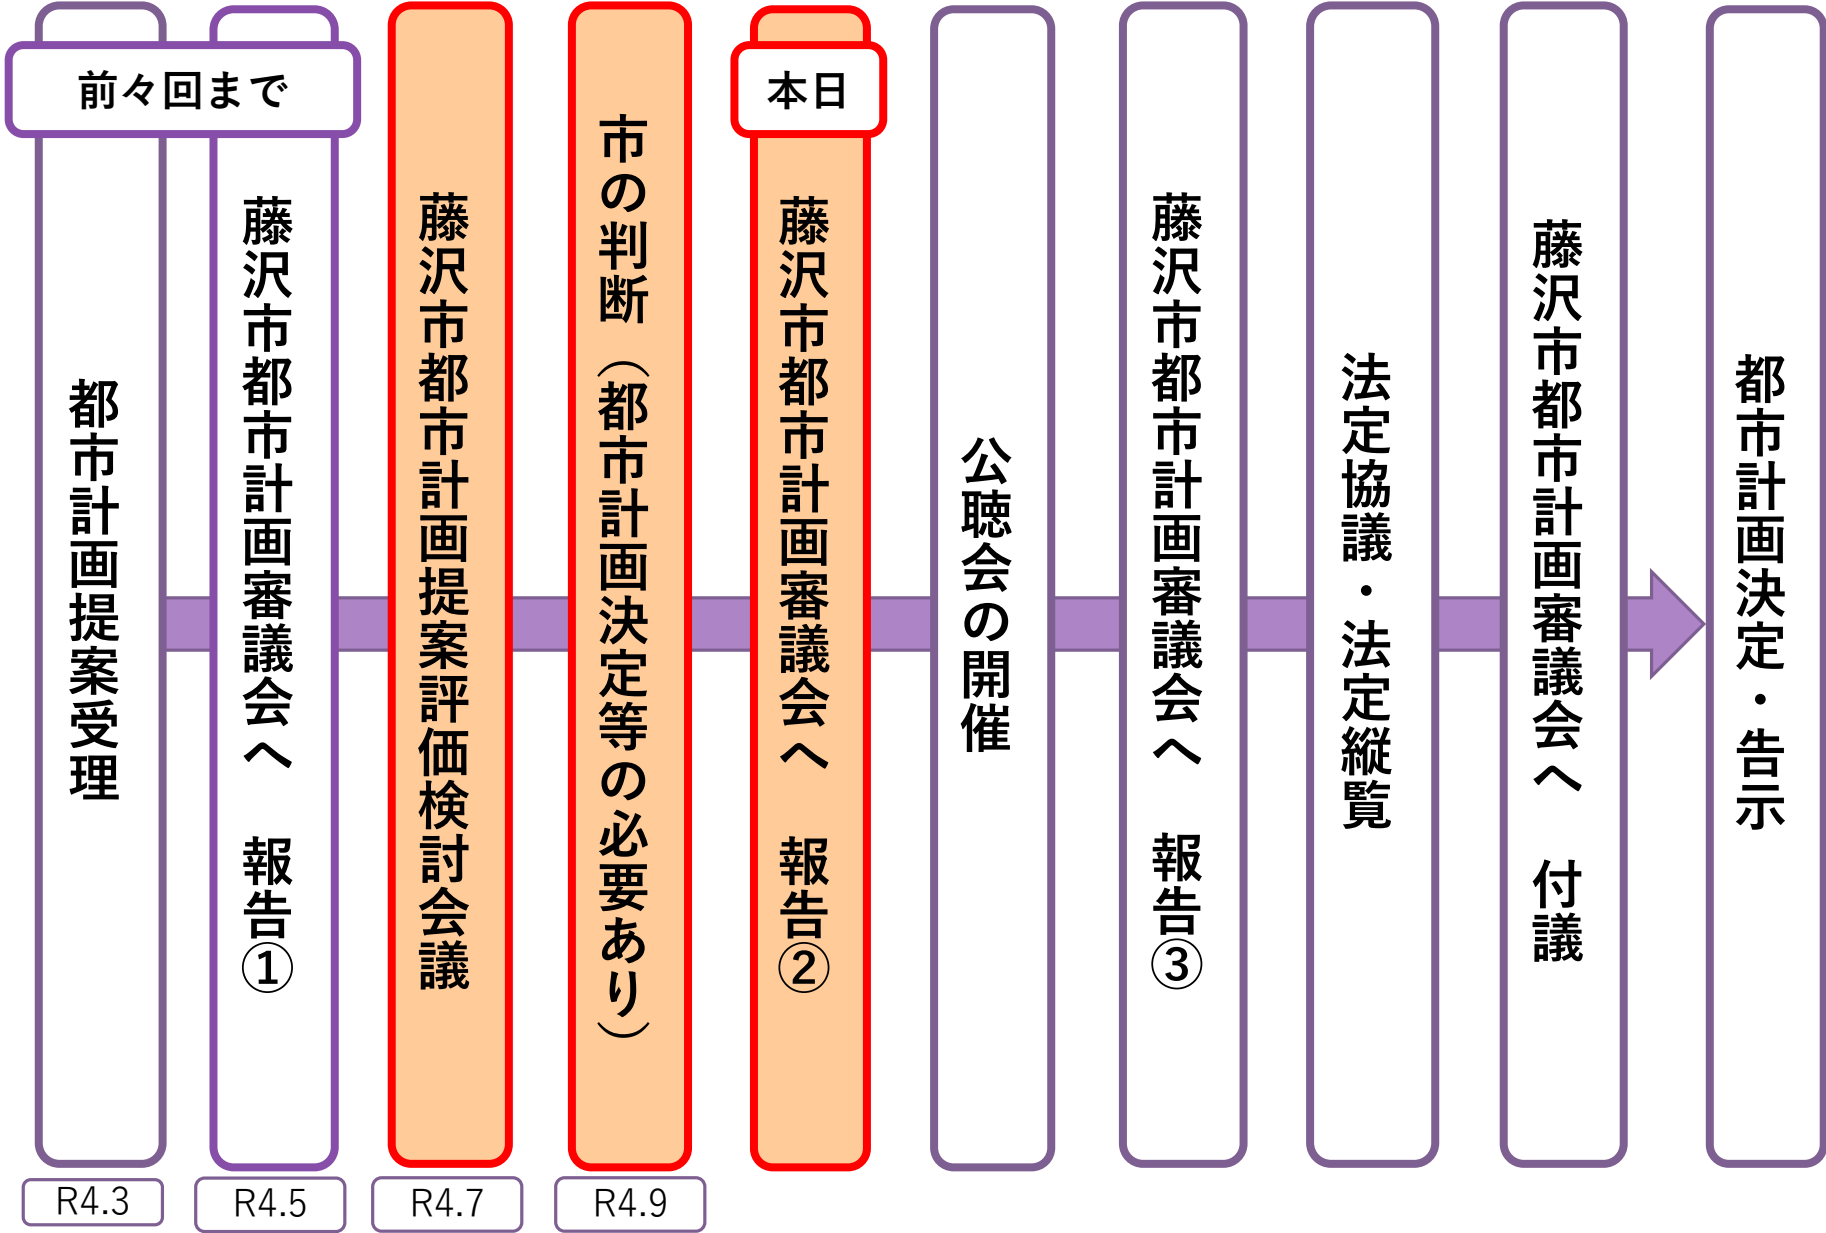 前々回まで
都市計画提案受理
R4.3
藤沢市都市計画審議会へ　報告①
R4.5
藤沢市都市計画提案評価検討会議
R4.7
市の判断（都市計画決定等の必要あり）
R4.9
本日
藤沢市都市計画審議会へ　報告②
公聴会の開催
藤沢市都市計画審議会へ　報告③
法定協議・法定縦覧
藤沢市都市計画審議会へ　付議
都市計画決定・告示